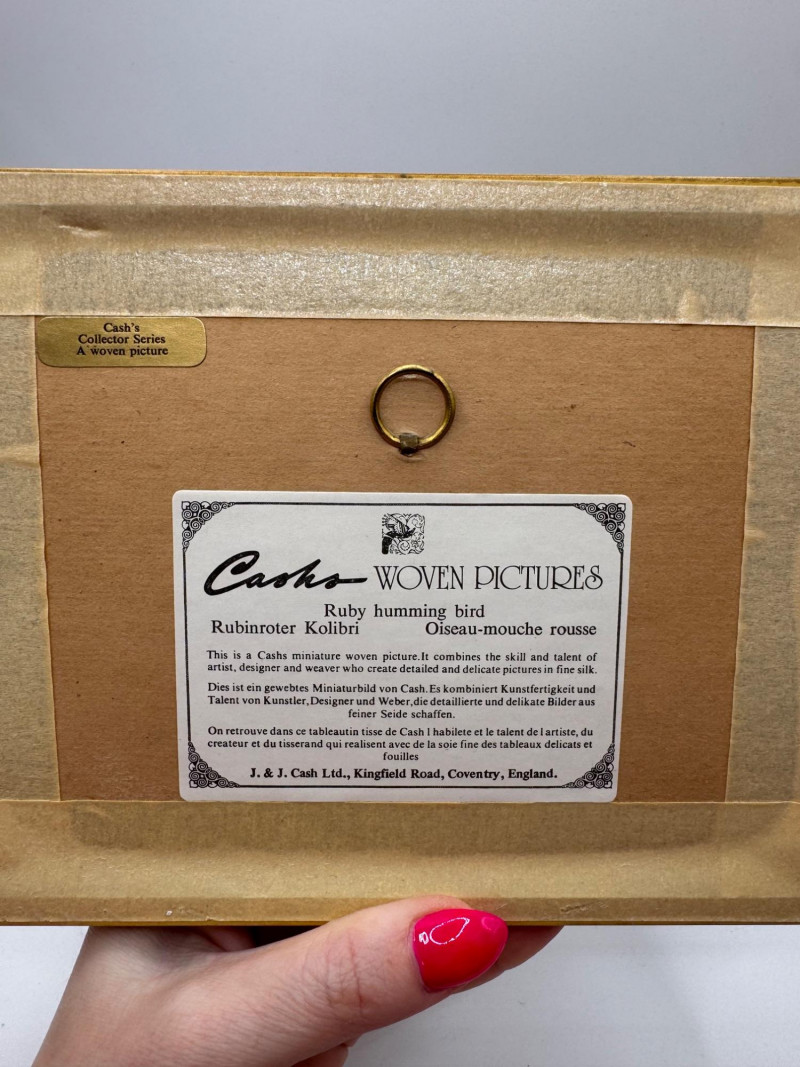 Cash's
Collector Series
A woven picture
Cashs WOVEN PICTURES
Ruby humming bird
Rubinroter Kolibri Oiseau-mouche rousse
This is a Cashs miniature woven picture.It combines the skill and talent of
artist, designer and weaver who create detailed and delicate pictures in fine silk.
Dies ist ein gewebtes Miniaturbild von Cash.Es kombiniert Kunstfertigkeit und
Talent von Kunstler,Designer und Weber,die detaillierte und delikate Bilder aus
feiner Seide schaffen.
On retrouve dans ce tableautin tisse de Cash l habilete et le talent de l artiste, du
createur et du tisserand qui realisent avec de la soie fine des tableaux delicats et
fouilles
J. & J. Cash Ltd., Kingfield Road, Coventry, England.